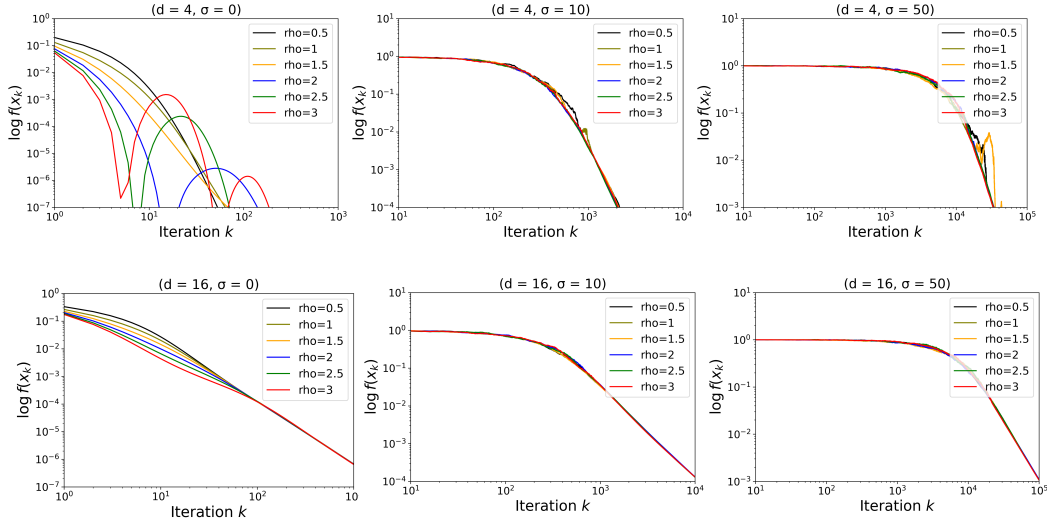 (d = 4, σ = 0)
log f(x_k)
10^0
10^-1
10^-2
10^-3
10^-4
10^-5
10^-6
10^-7
rho=0.5
rho=1
rho=1.5
rho=2
rho=2.5
rho=3
10^0 10^1 10^2 10^3
Iteration k
(d = 4, σ = 10)
log f(x_k)
10^1
10^0
10^-1
10^-2
10^-3
10^-4
rho=0.5
rho=1
rho=1.5
rho=2
rho=2.5
rho=3
10^1 10^2 10^3 10^4
Iteration k
(d = 4, σ = 50)
log f(x_k)
10^1
10^0
10^-1
10^-2
10^-3
rho=0.5
rho=1
rho=1.5
rho=2
rho=2.5
rho=3
10^1 10^2 10^3 10^4 10^5
Iteration k
(d = 16, σ = 0)
log f(x_k)
10^0
10^-1
10^-2
10^-3
10^-4
10^-5
10^-6
10^-7
rho=0.5
rho=1
rho=1.5
rho=2
rho=2.5
rho=3
10^0 10^1 10^2
Iteration k
(d = 16, σ = 10)
log f(x_k)
10^1
10^0
10^-1
10^-2
10^-3
10^-4
rho=0.5
rho=1
rho=1.5
rho=2
rho=2.5
rho=3
10^1 10^2 10^3 10^4
Iteration k
(d = 16, σ = 50)
log f(x_k)
10^1
10^0
10^-1
10^-2
10^-3
rho=0.5
rho=1
rho=1.5
rho=2
rho=2.5
rho=3
10^1 10^2 10^3 10^4 10^5
Iteration k